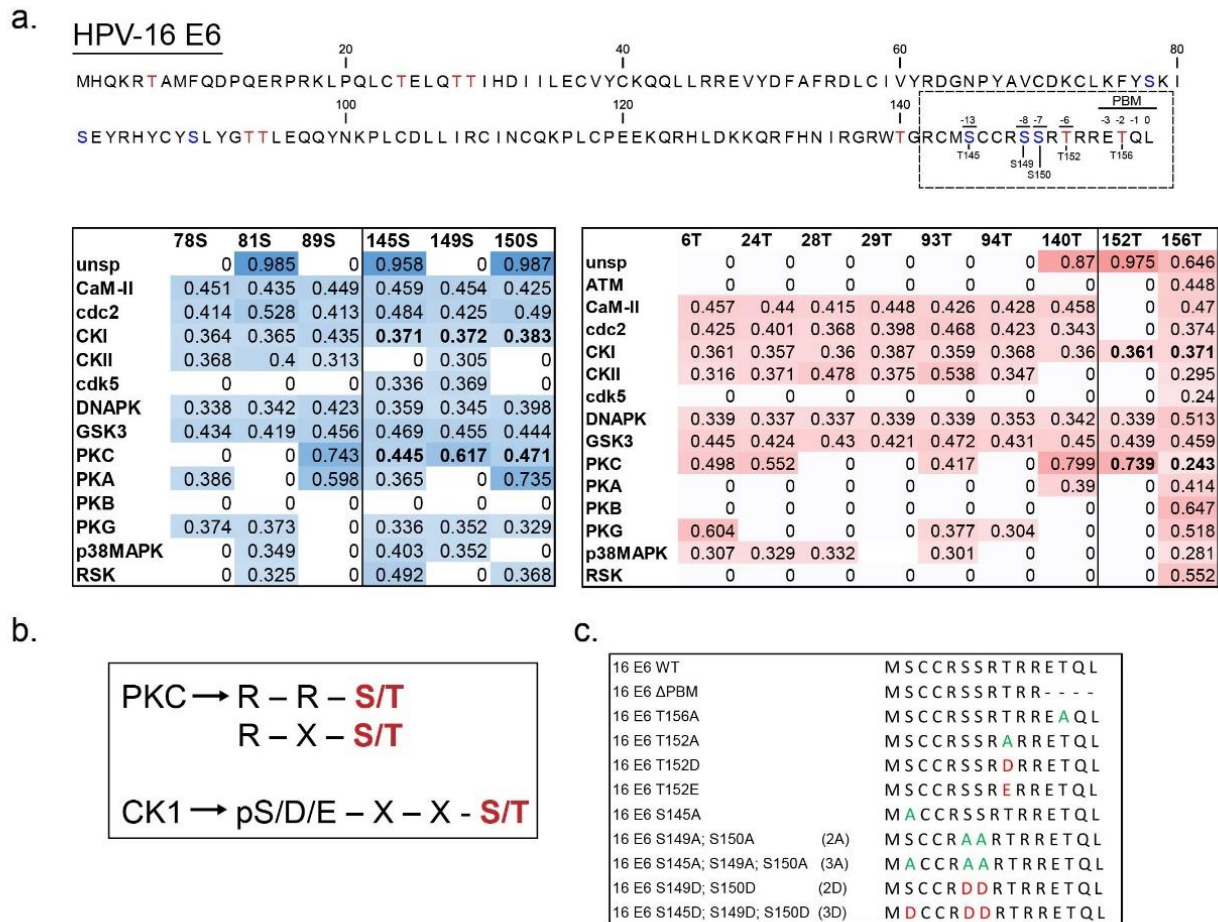 a.
HPV-16 E6
20 40 60 80
MHQKRTAMFQDPQERPRKLPQLCTELQTTIHDIILECVYCKQQLLRREVYDFAFRDLCIVYRDGNPYAVCDKCLKFYSKI
100 120 140 PBM
-13 -8 -7 -6 -3 -2 -1 0
SEYRHYCYSLYGTTLEQQYNKPLCDLLIRCINCQKPLCPEEKQRHLDKKQRFHNIRGRWTGRCMSCCRSSRTRRETQL
T145 S149 S150 T152 T156
78S 81S 89S 145S 149S 150S
unsp 0 0.985 0 0.958 0 0.987
CaM-II 0.451 0.435 0.449 0.459 0.454 0.425
cdc2 0.414 0.528 0.413 0.484 0.425 0.49
CKI 0.364 0.365 0.435 0.371 0.372 0.383
CKII 0.368 0.4 0.313 0 0.305 0
cdk5 0 0 0 0.336 0.369 0
DNAPK 0.338 0.342 0.423 0.359 0.345 0.398
GSK3 0.434 0.419 0.456 0.469 0.455 0.444
PKC 0 0 0.743 0.445 0.617 0.471
PKA 0.386 0 0.598 0.365 0 0.735
PKB 0 0 0 0 0 0
PKG 0.374 0.373 0 0.336 0.352 0.329
p38MAPK 0 0.349 0 0.403 0.352 0
RSK 0 0.325 0 0.492 0 0.368
6T 24T 28T 29T 93T 94T 140T 152T 156T
unsp 0 0 0 0 0 0 0.87 0.975 0.646
ATM 0 0 0 0 0 0 0 0 0.448
CaM-II 0.457 0.44 0.415 0.448 0.426 0.428 0.458 0 0.47
cdc2 0.425 0.401 0.368 0.398 0.468 0.423 0.343 0 0.374
CKI 0.361 0.357 0.36 0.387 0.359 0.368 0.36 0.361 0.371
CKII 0.316 0.371 0.478 0.375 0.538 0.347 0 0 0.295
cdk5 0 0 0 0 0 0 0 0 0.24
DNAPK 0.339 0.337 0.337 0.339 0.339 0.353 0.342 0.339 0.513
GSK3 0.445 0.424 0.43 0.421 0.472 0.431 0.45 0.439 0.459
PKC 0.498 0.552 0 0 0.417 0 0.799 0.739 0.243
PKA 0 0 0 0 0 0 0.39 0 0.414
PKB 0 0 0 0 0 0 0 0 0.647
PKG 0.604 0 0 0 0.377 0.304 0 0 0.518
p38MAPK 0.307 0.329 0.332 0.301 0 0 0 0.281
RSK 0 0 0 0 0 0 0 0 0.552
b.
PKC → R – R – S/T
R – X – S/T
CK1 → pS/D/E – X – X - S/T
c.
16 E6 WT MSCCRSSRTRRETQL
16 E6 ΔPBM MSCCRSSRTRR----
16 E6 T156A MSCCRSSRTRREAQL
16 E6 T152A MSCCRSSRARRETQL
16 E6 T152D MSCCRSSRDRRETQL
16 E6 T152E MSCCRSSRERRETQL
16 E6 S145A MACCRSSRTRRETQL
16 E6 S149A; S150A (2A) MSCCRAARTRRETQL
16 E6 S145A; S149A; S150A (3A) MACCRAARTRRETQL
16 E6 S149D; S150D (2D) MSCCRDDRTRRETQL
16 E6 S145D; S149D; S150D (3D) MDCCRDDRTRRETQL